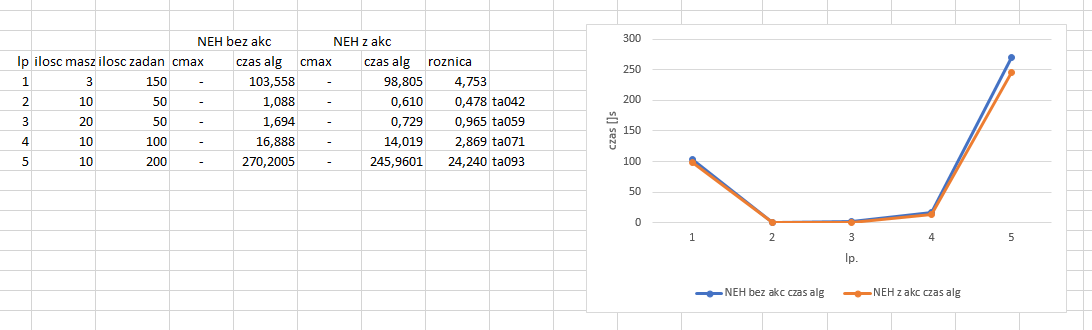 NEH bez akc NEH z akc
lp ilosc masz ilosc zadan cmax czas alg cmax czas alg roznica
1 3 150 - 103,558 - 98,805 4,753
2 10 50 - 1,088 - 0,610 0,478 ta042
3 20 50 - 1,694 - 0,729 0,965 ta059
4 10 100 - 16,888 - 14,019 2,869 ta071
5 10 200 - 270,2005 - 245,9601 24,240 ta093
300
250
200
150
100
50
0
czas []s
1 2 3 4 5
lp.
NEH bez akc czas alg NEH z akc czas alg